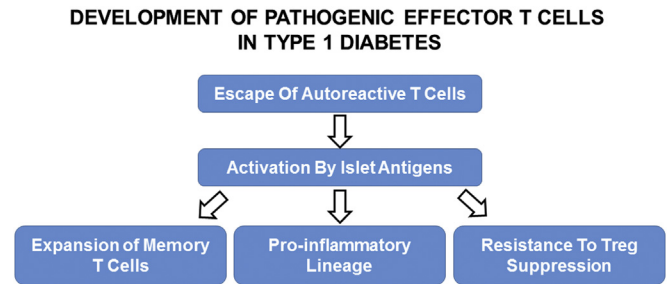 DEVELOPMENT OF PATHOGENIC EFFECTOR T CELLS
IN TYPE 1 DIABETES
Escape Of Autoreactive T Cells
Activation By Islet Antigens
Expansion of Memory
T Cells
Pro-inflammatory
Lineage
Resistance To Treg
Suppression